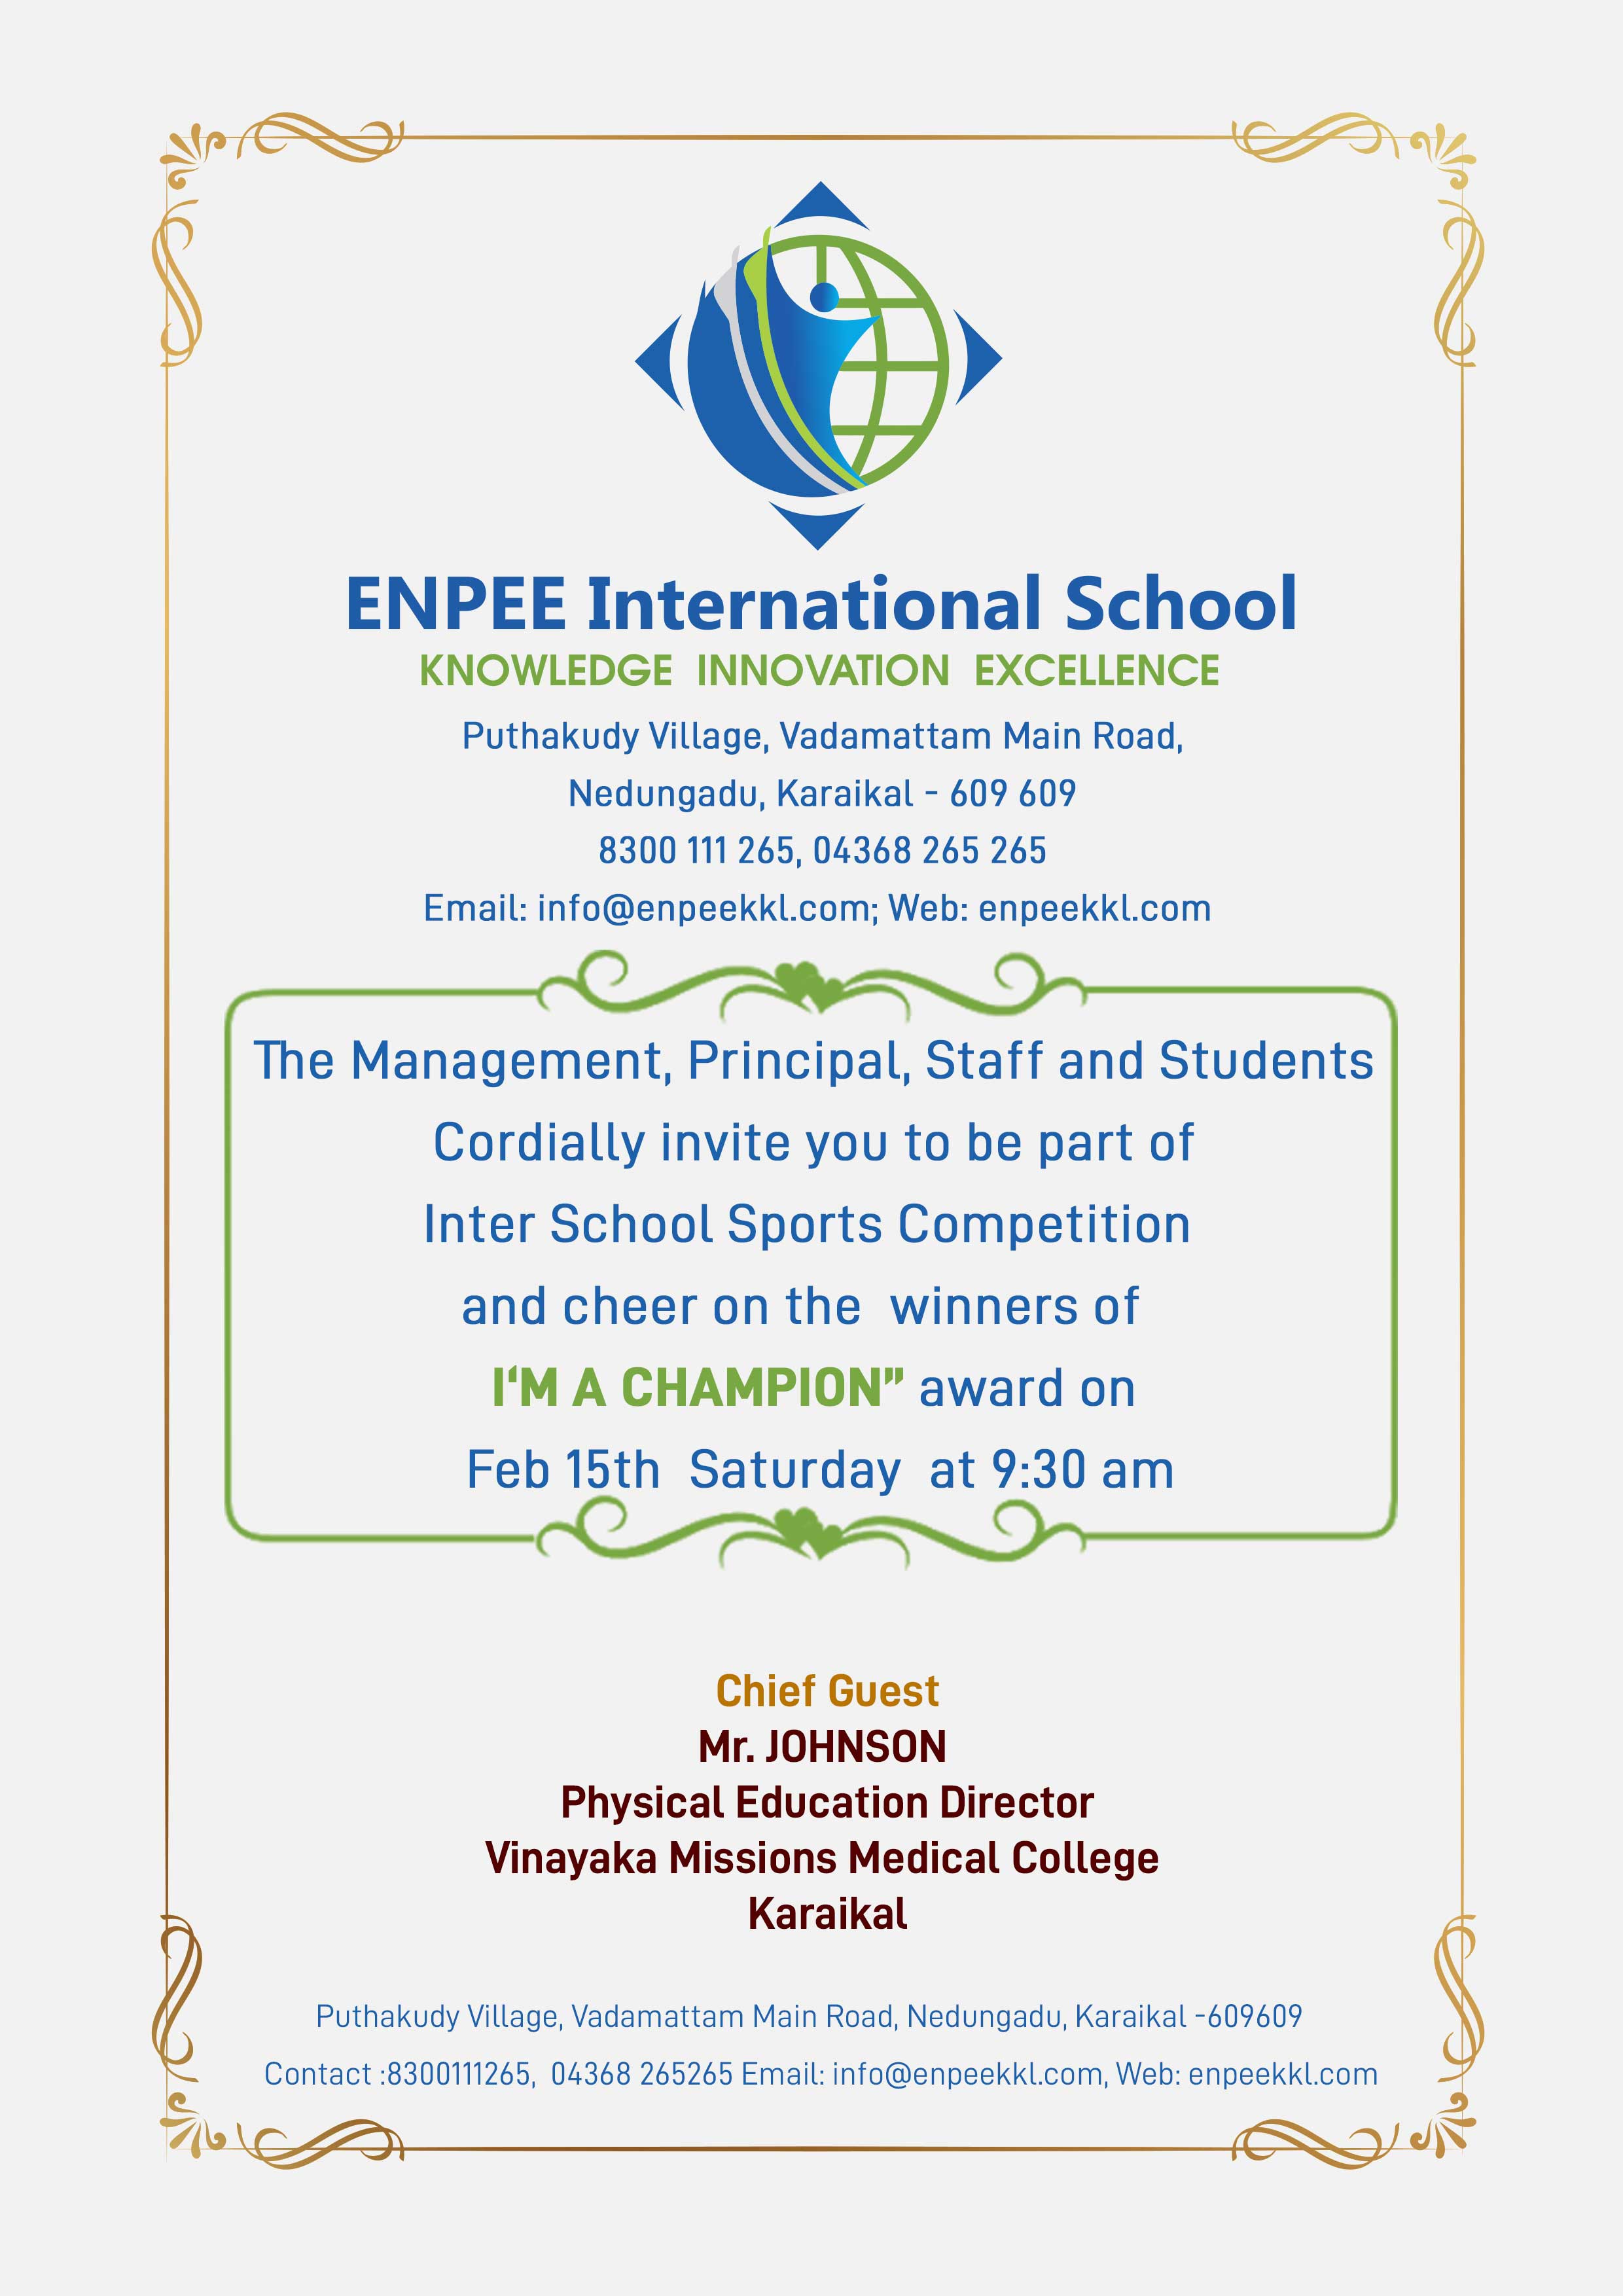 ENPEE International School
KNOWLEDGE INNOVATION EXCELLENCE
Puthakudy Village, Vadamattam Main Road,
Nedungadu, Karaikal - 609 609
8300 111 265, 04368 265 265
Email: info@enpeekkl.com; Web: enpeekkl.com
The Management, Principal, Staff and Students
Cordially invite you to be part of
Inter School Sports Competition
and cheer on the winners of
I‘M A CHAMPION” award on
Feb 15th Saturday at 9:30 am
Chief Guest
Mr. JOHNSON
Physical Education Director
Vinayaka Missions Medical College
Karaikal
Puthakudy Village, Vadamattam Main Road, Nedungadu, Karaikal -609609
Contact :8300111265, 04368 265265 Email: info@enpeekkl.com, Web: enpeekkl.com